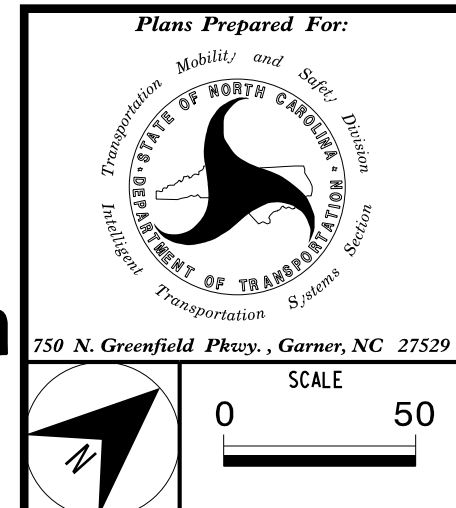 Plans Prepared For:
Transportation Mobility and Safety Division
STATE OF NORTH CAROLINA
DEPARTMENT OF TRANSPORTATION
Intelligent Transportation Systems Section
750 N. Greenfield Pkwy. , Garner, NC 27529
SCALE
0 50
N